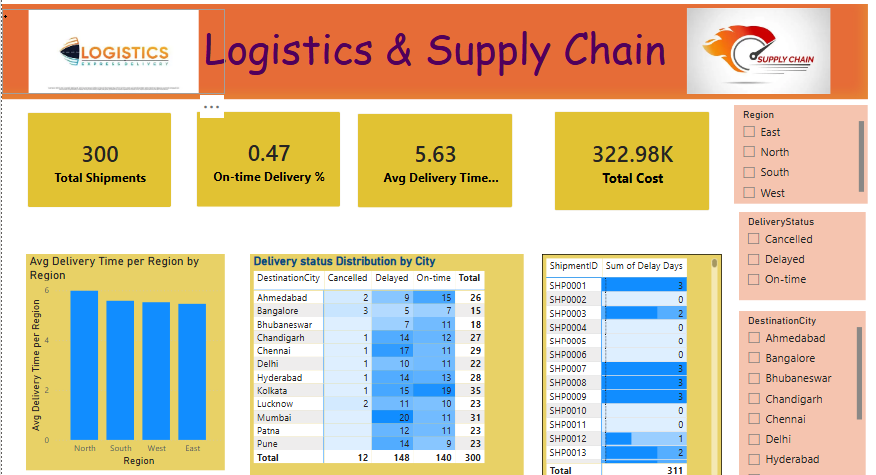 LOGISTICS
EXPRESS DELIVERY
Logistics & Supply Chain
SUPPLY CHAIN
300
Total Shipments
0.47
On-time Delivery %
5.63
Avg Delivery Time...
322.98K
Total Cost
Region
East
North
South
West
DeliveryStatus
Cancelled
Delayed
On-time
DestinationCity
Ahmedabad
Bangalore
Bhubaneswar
Chandigarh
Chennai
Delhi
Hyderabad
Avg Delivery Time per Region by
Region
Avg Delivery Time per Region
6
4
2
0
North South West East
Region
Delivery status Distribution by City
DestinationCity Cancelled Delayed On-time Total
Ahmedabad 2 9 15 26
Bangalore 3 5 7 15
Bhubaneswar 7 11 18
Chandigarh 1 14 12 27
Chennai 1 17 11 29
Delhi 1 10 11 22
Hyderabad 1 14 13 28
Kolkata 1 15 19 35
Lucknow 2 11 10 23
Mumbai 20 11 31
Patna 12 11 23
Pune 14 9 23
Total 12 148 140 300
ShipmentID Sum of Delay Days
SHP0001 3
SHP0002 0
SHP0003 2
SHP0004 0
SHP0005 0
SHP0006 0
SHP0007 3
SHP0008 3
SHP0009 3
SHP0010 0
SHP0011 0
SHP0012 1
SHP0013 2
Total 311